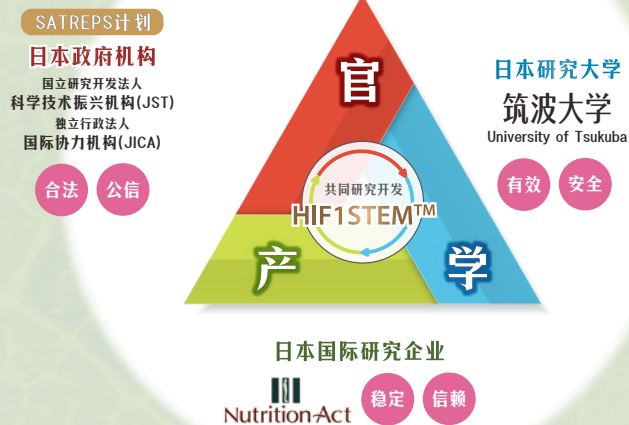 SATREPS计划
日本政府机构
国立研究开发法人
科学技术振兴机构(JST)
独立行政法人
国际协力机构(JICA)
合法 公信
官
日本研究大学
筑波大学
University of Tsukuba
有效 安全
共同研究开发
HIF1STEM™
产 学
日本国际研究企业
Nutrition-Act
稳定 信赖